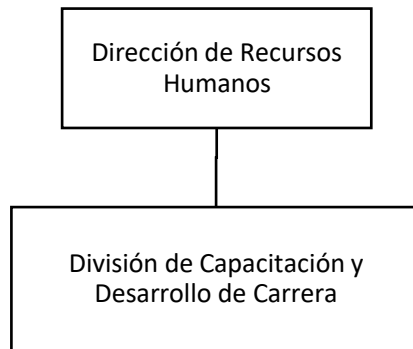 Dirección de Recursos
Humanos
División de Capacitación y
Desarrollo de Carrera